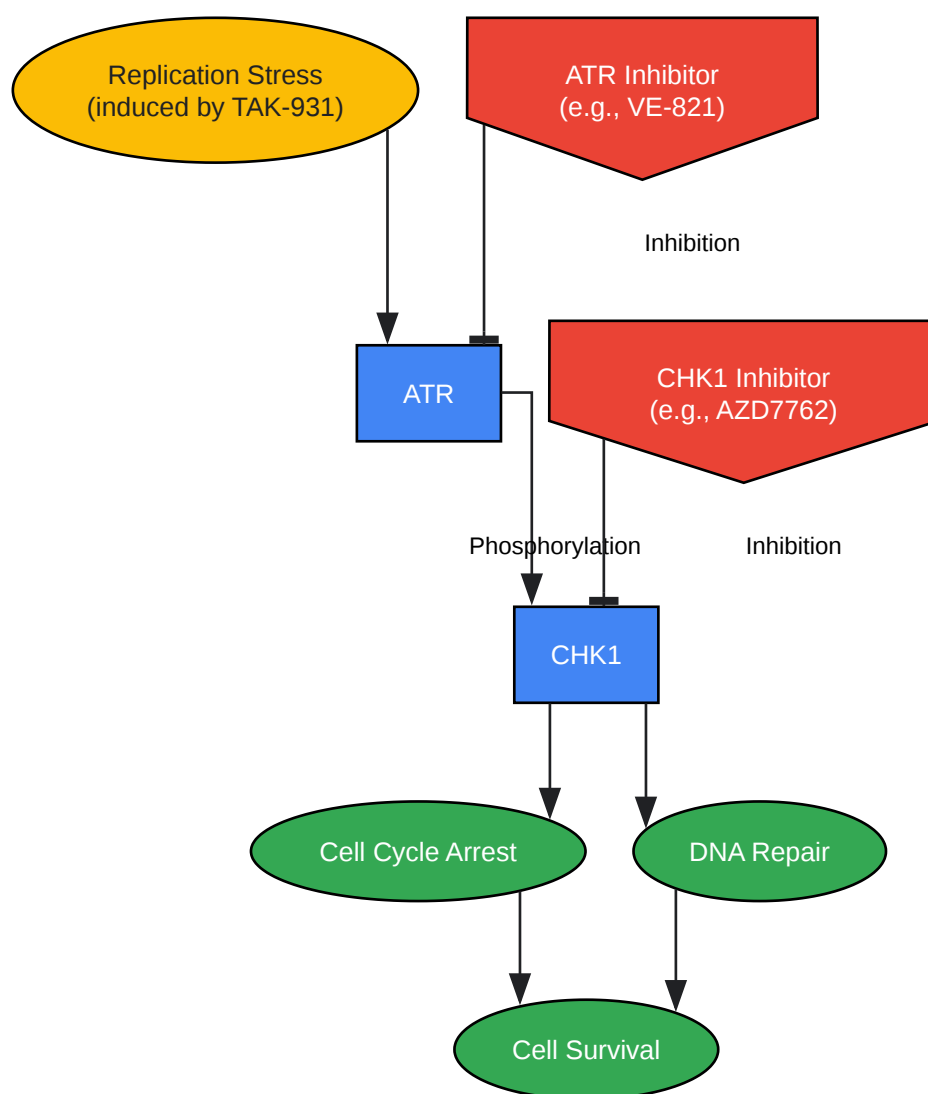 Replication Stress
(induced by TAK-931)
ATR Inhibitor
(e.g., VE-821)
Inhibition
ATR
CHK1 Inhibitor
(e.g., AZD7762)
Phosphorylation
Inhibition
CHK1
Cell Cycle Arrest
DNA Repair
Cell Survival